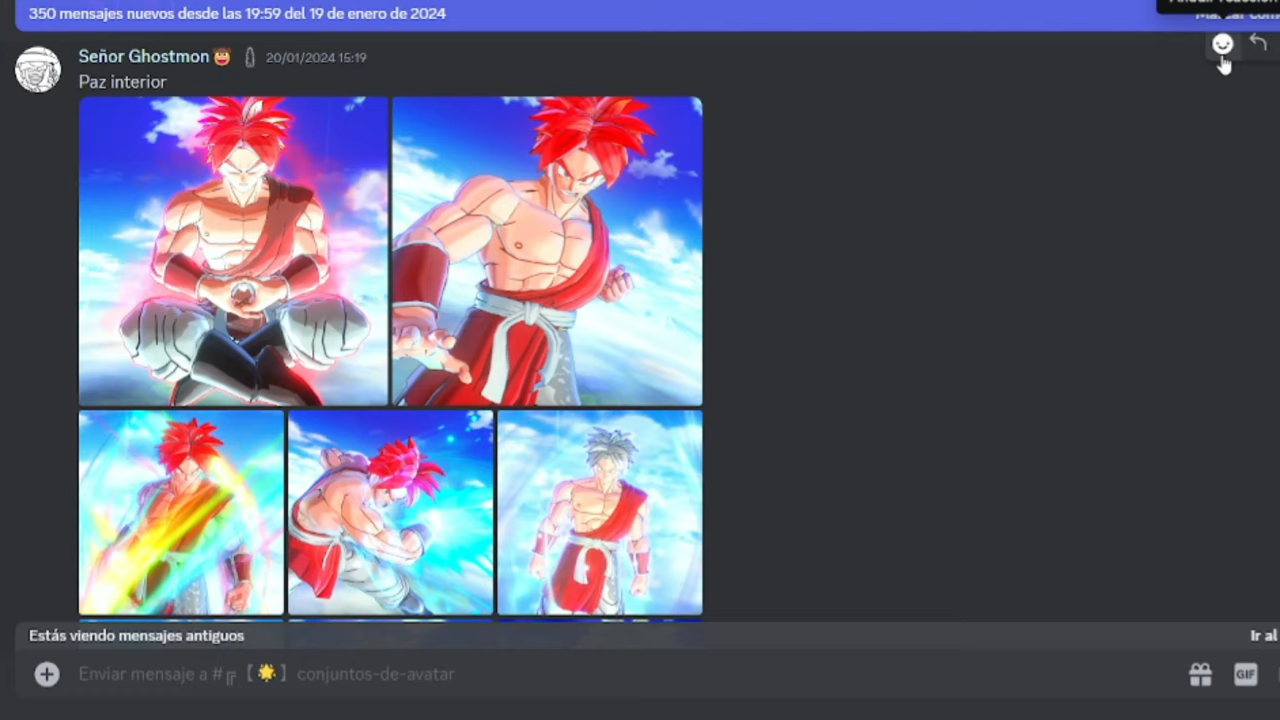 350 mensajes nuevos desde las 19:59 del 19 de enero de 2024
Señor Ghostmon 20/01/2024 15:19
Paz interior
Estás viendo mensajes antiguos
Ir al
Enviar mensaje a #╔【🌟】conjuntos-de-avatar
GIF